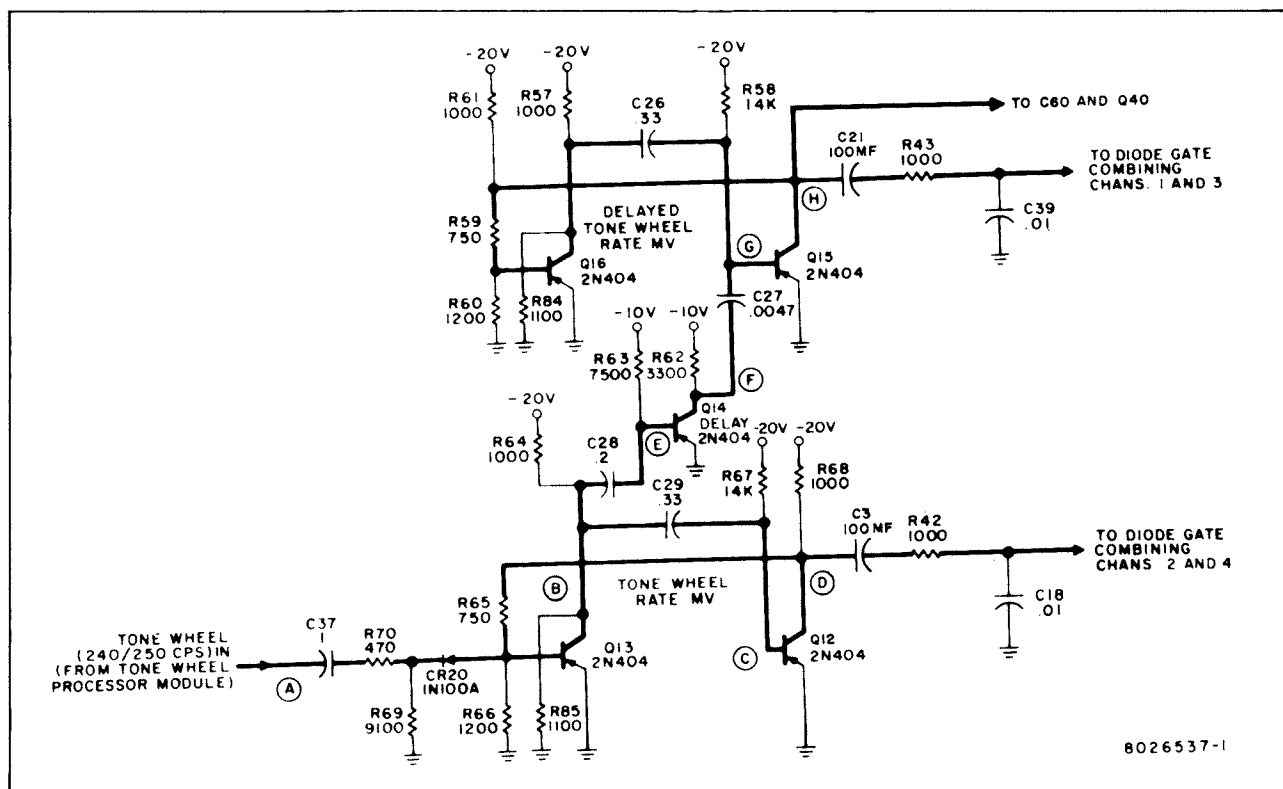 -20V
-20V
-20V
R61
1000
R57
1000
C26
.33
R58
14K
TO C60 AND Q40
C21
100MF
R43
1000
TO DIODE GATE
COMBINING
CHANS. 1 AND 3
H
C39
.01
R59
750
DELAYED
TONE WHEEL
RATE MV
G
Q16
2N404
Q15
2N404
R60
1200
R84
1100
C27
.0047
-10V
-10V
R63
7500
R62
3300
F
-20V
Q14
DELAY
2N404
E
-20V
-20V
R64
1000
C28
.2
R67
14K
R68
1000
C29
.33
C3
100MF
R42
1000
TO DIODE GATE
COMBINING
CHANS. 2 AND 4
B
TONE WHEEL
RATE MV
D
R65
750
C18
.01
TONE WHEEL
(240/250 CPS) IN
(FROM TONE WHEEL
PROCESSOR MODULE)
C37
1
R70
470
Q13
2N404
C
Q12
2N404
A
CR20
IN100A
R69
9100
R66
1200
R85
1100
8026537-1